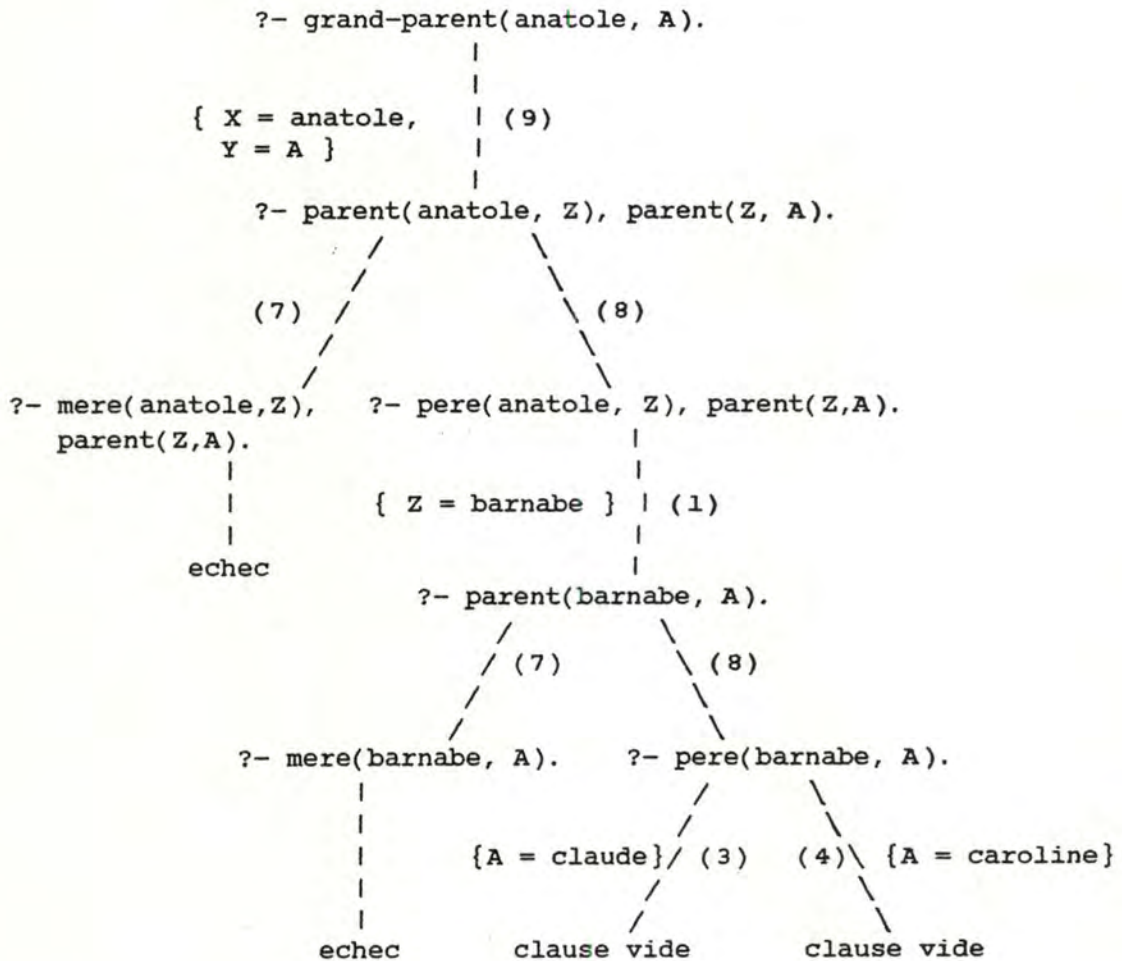 ?- grand-parent(anatole, A).
{ X = anatole, (9)
Y = A }
?- parent(anatole, Z), parent(Z, A).
(7) (8)
?- mere(anatole,Z), ?- pere(anatole, Z), parent(Z,A).
parent(Z,A).
{ Z = barnabe } (1)
echec
?- parent(barnabe, A).
(7) (8)
?- mere(barnabe, A). ?- pere(barnabe, A).
{A = claude} (3) (4) {A = caroline}
echec clause vide clause vide